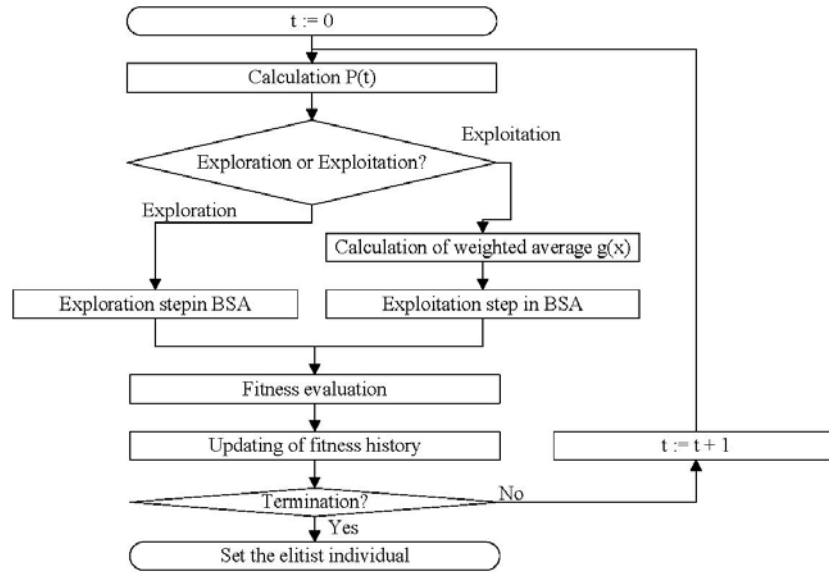 t := 0
Calculation P(t)
Exploitation
Exploration or Exploitation?
Exploration
Calculation of weighted average g(x)
Exploration stepin BSA
Exploitation step in BSA
Fitness evaluation
Updating of fitness history
t := t + 1
Termination?
No
Yes
Set the elitist individual